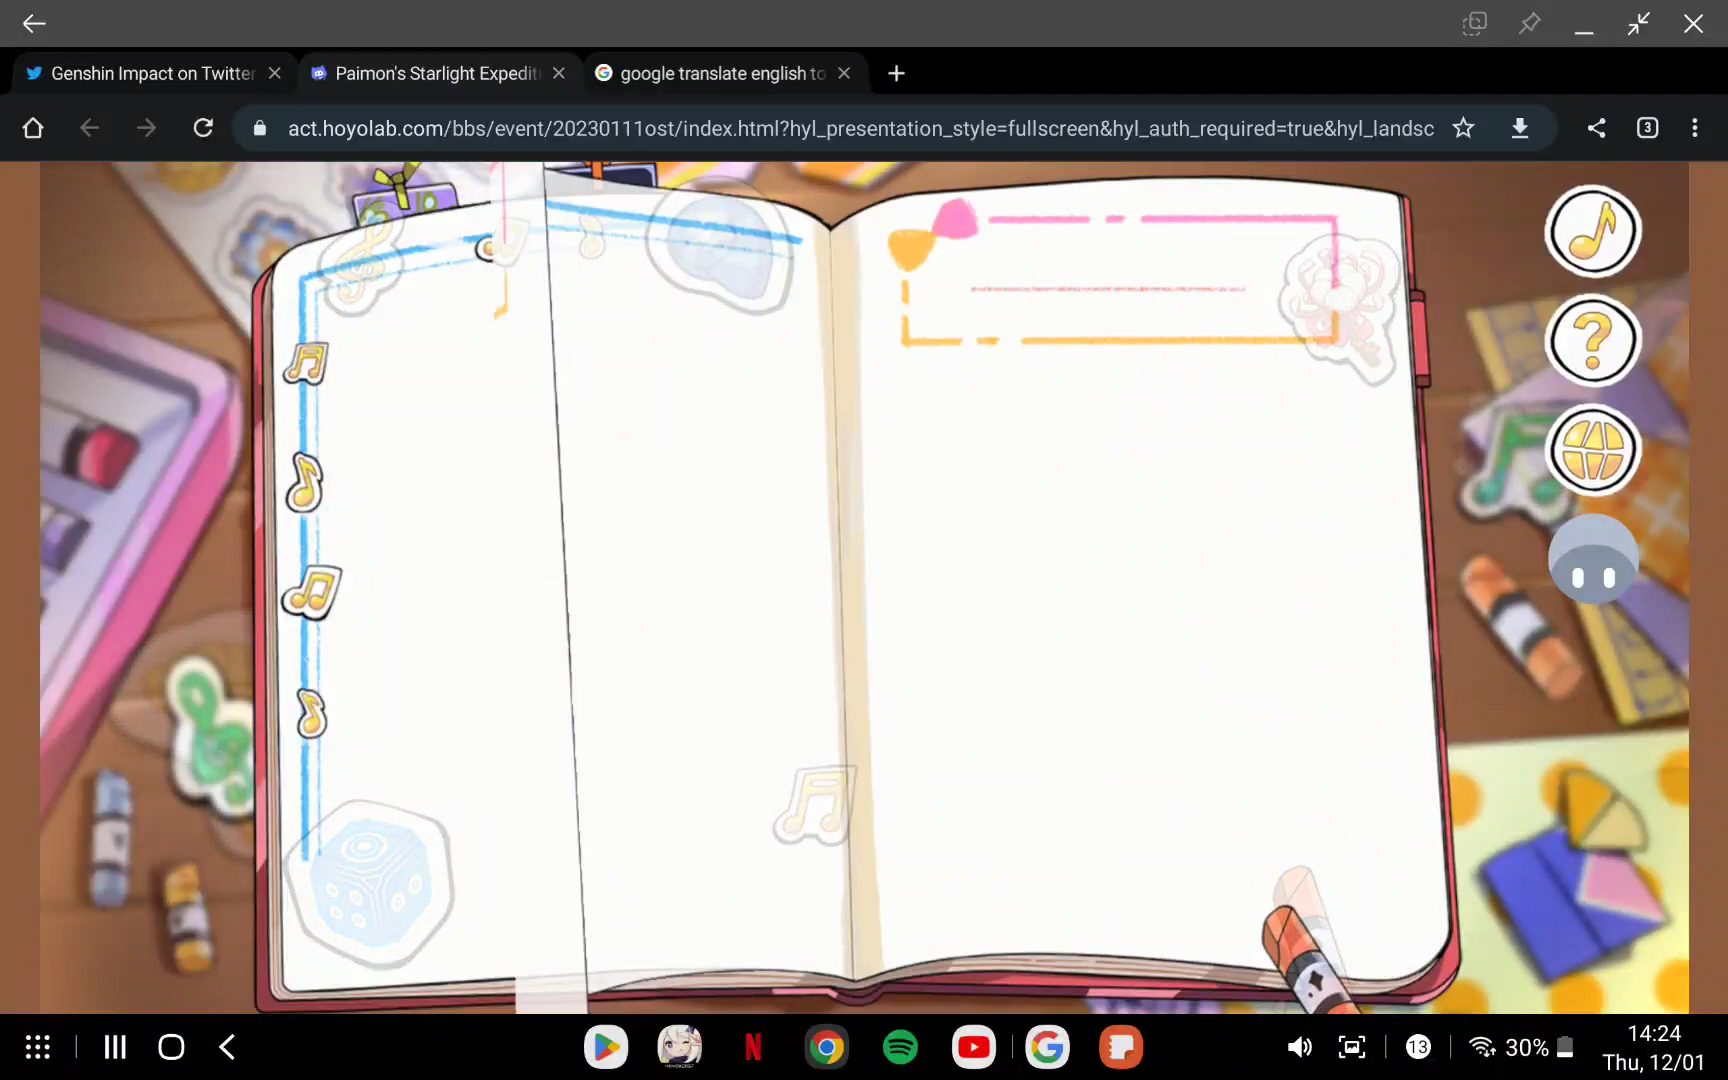 Genshin Impact on Twitter
Paimon's Starlight Expedit
google translate english to
act.hoyolab.com/bbs/event/20230111ost/index.html?hyl_presentation_style=fullscreen&hyl_auth_required=true&hyl_landsc
3
?
N
13
30%
14:24
Thu, 12/01